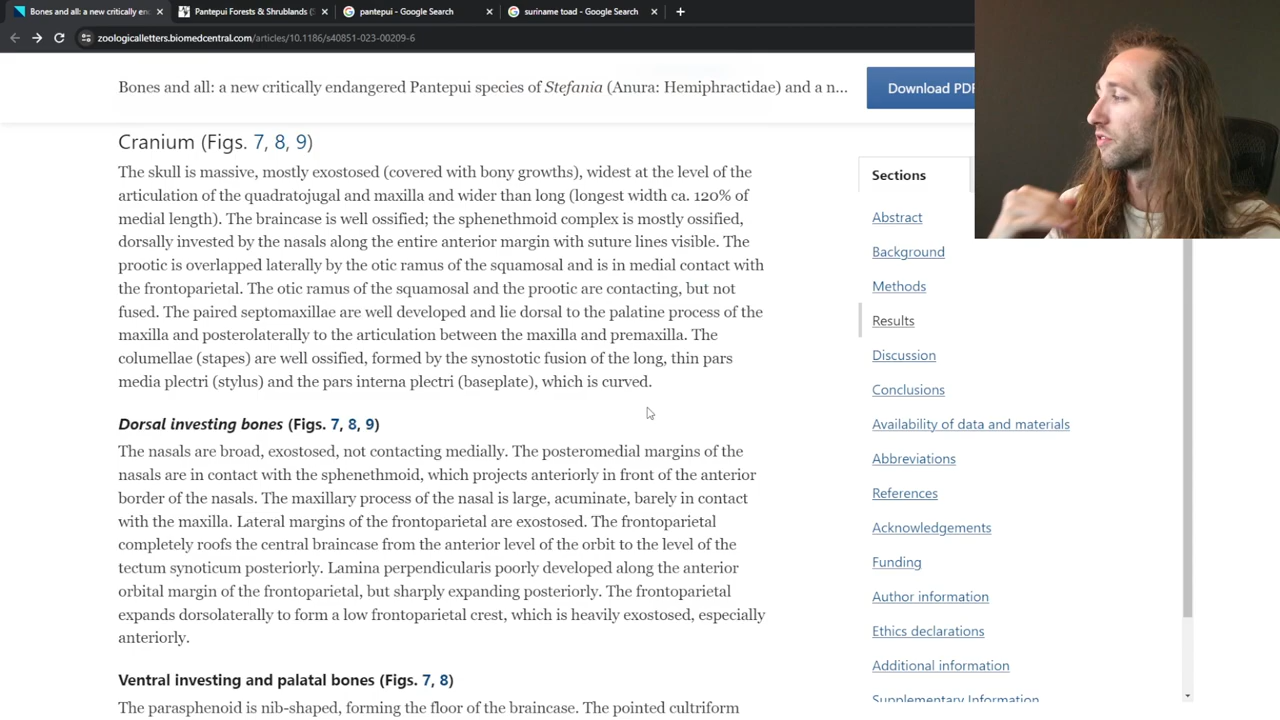 Bones and all: a new critically en
Pantepui Forests & Shrublands (
pantepui - Google Search
suriname toad - Google Search
zoologicalletters.biomedcentral.com/articles/10.1186/s40851-023-00209-6
Bones and all: a new critically endangered Pantepui species of Stefania (Anura: Hemiphractidae) and a n...
Download PDF
Cranium (Figs. 7, 8, 9)
The skull is massive, mostly exostosed (covered with bony growths), widest at the level of the
articulation of the quadratojugal and maxilla and wider than long (longest width ca. 120% of
medial length). The braincase is well ossified; the sphenethmoid complex is mostly ossified,
dorsally invested by the nasals along the entire anterior margin with suture lines visible. The
prootic is overlapped laterally by the otic ramus of the squamosal and is in medial contact with
the frontoparietal. The otic ramus of the squamosal and the prootic are contacting, but not
fused. The paired septomaxillae are well developed and lie dorsal to the palatine process of the
maxilla and posterolaterally to the articulation between the maxilla and premaxilla. The
columellae (stapes) are well ossified, formed by the synostotic fusion of the long, thin pars
media plectri (stylus) and the pars interna plectri (baseplate), which is curved.
Dorsal investing bones (Figs. 7, 8, 9)
The nasals are broad, exostosed, not contacting medially. The posteromedial margins of the
nasals are in contact with the sphenethmoid, which projects anteriorly in front of the anterior
border of the nasals. The maxillary process of the nasal is large, acuminate, barely in contact
with the maxilla. Lateral margins of the frontoparietal are exostosed. The frontoparietal
completely roofs the central braincase from the anterior level of the orbit to the level of the
tectum synoticum posteriorly. Lamina perpendicularis poorly developed along the anterior
orbital margin of the frontoparietal, but sharply expanding posteriorly. The frontoparietal
expands dorsolaterally to form a low frontoparietal crest, which is heavily exostosed, especially
anteriorly.
Ventral investing and palatal bones (Figs. 7, 8)
The parasphenoid is nib-shaped, forming the floor of the braincase. The pointed cultriform
Sections
Abstract
Background
Methods
Results
Discussion
Conclusions
Availability of data and materials
Abbreviations
References
Acknowledgements
Funding
Author information
Ethics declarations
Additional information
Supplementary Information